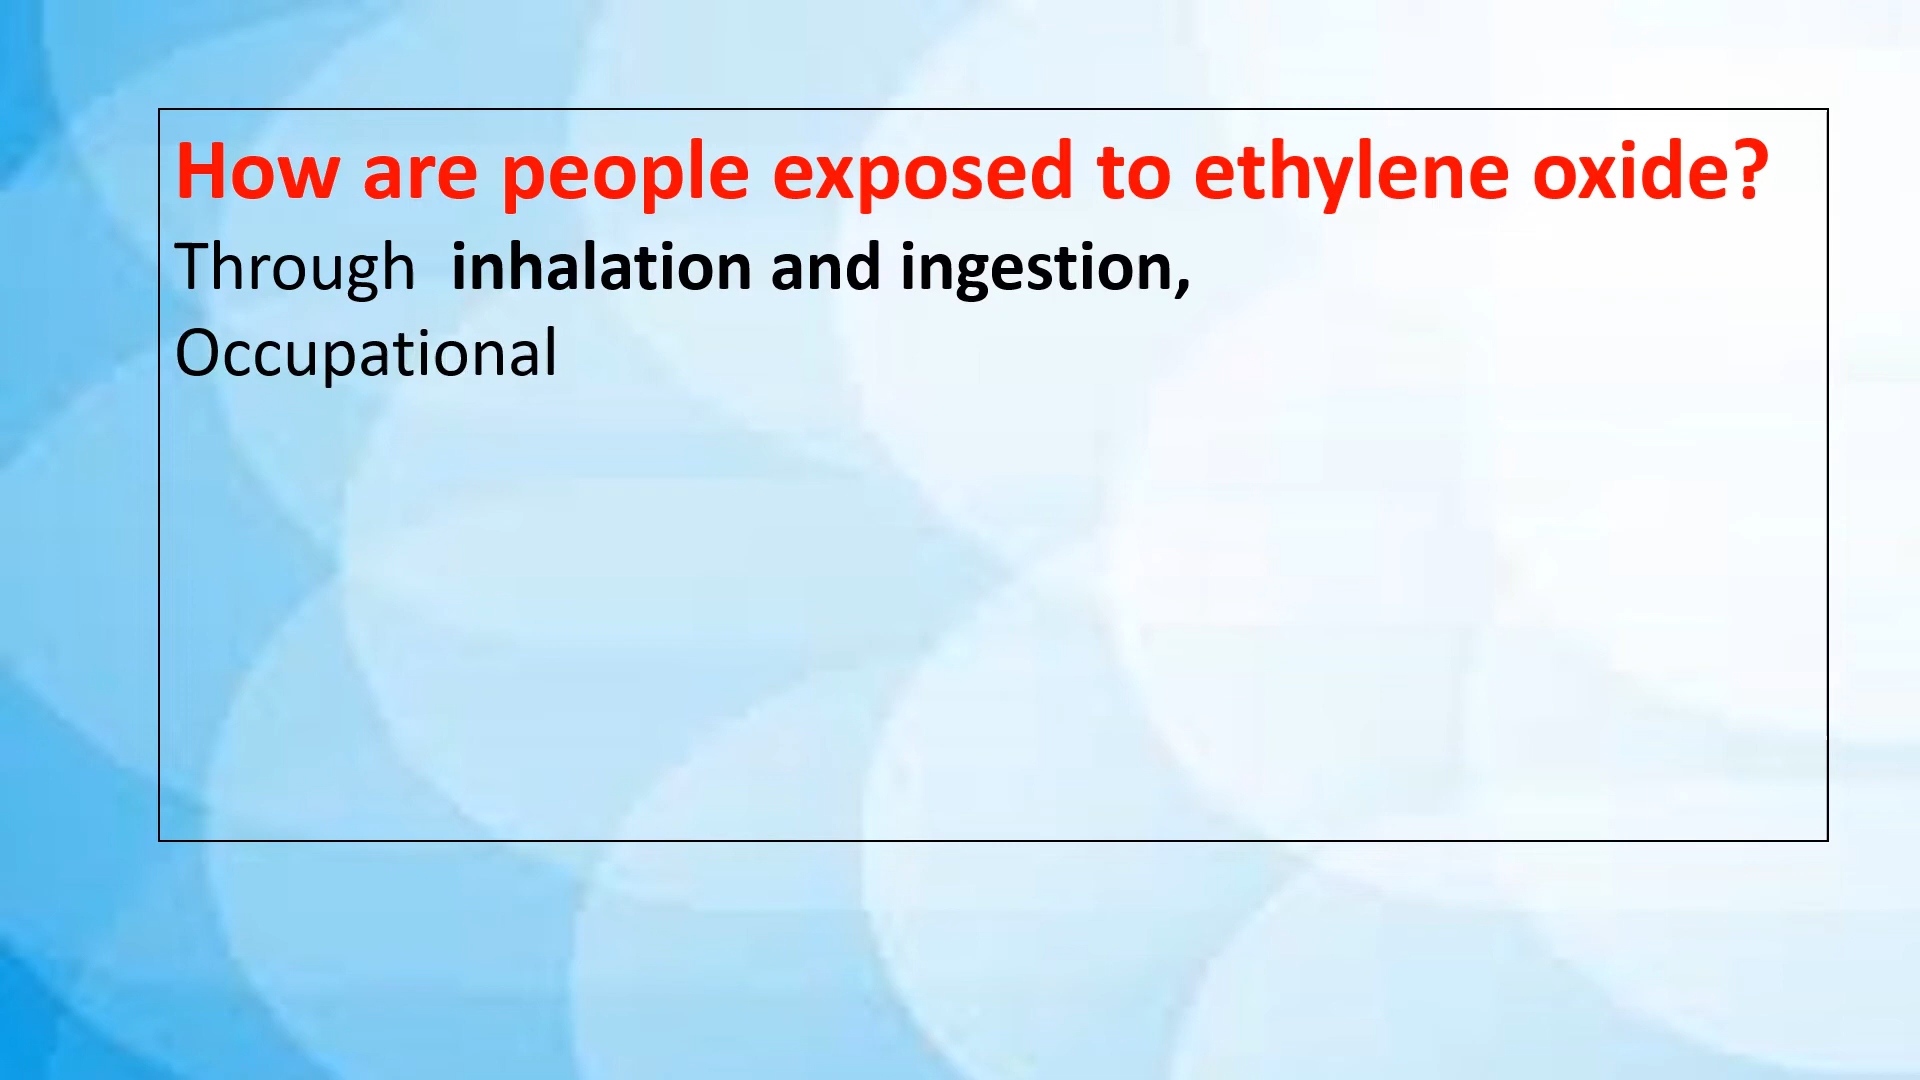 How are people exposed to ethylene oxide?
Through  inhalation and ingestion,
Occupational